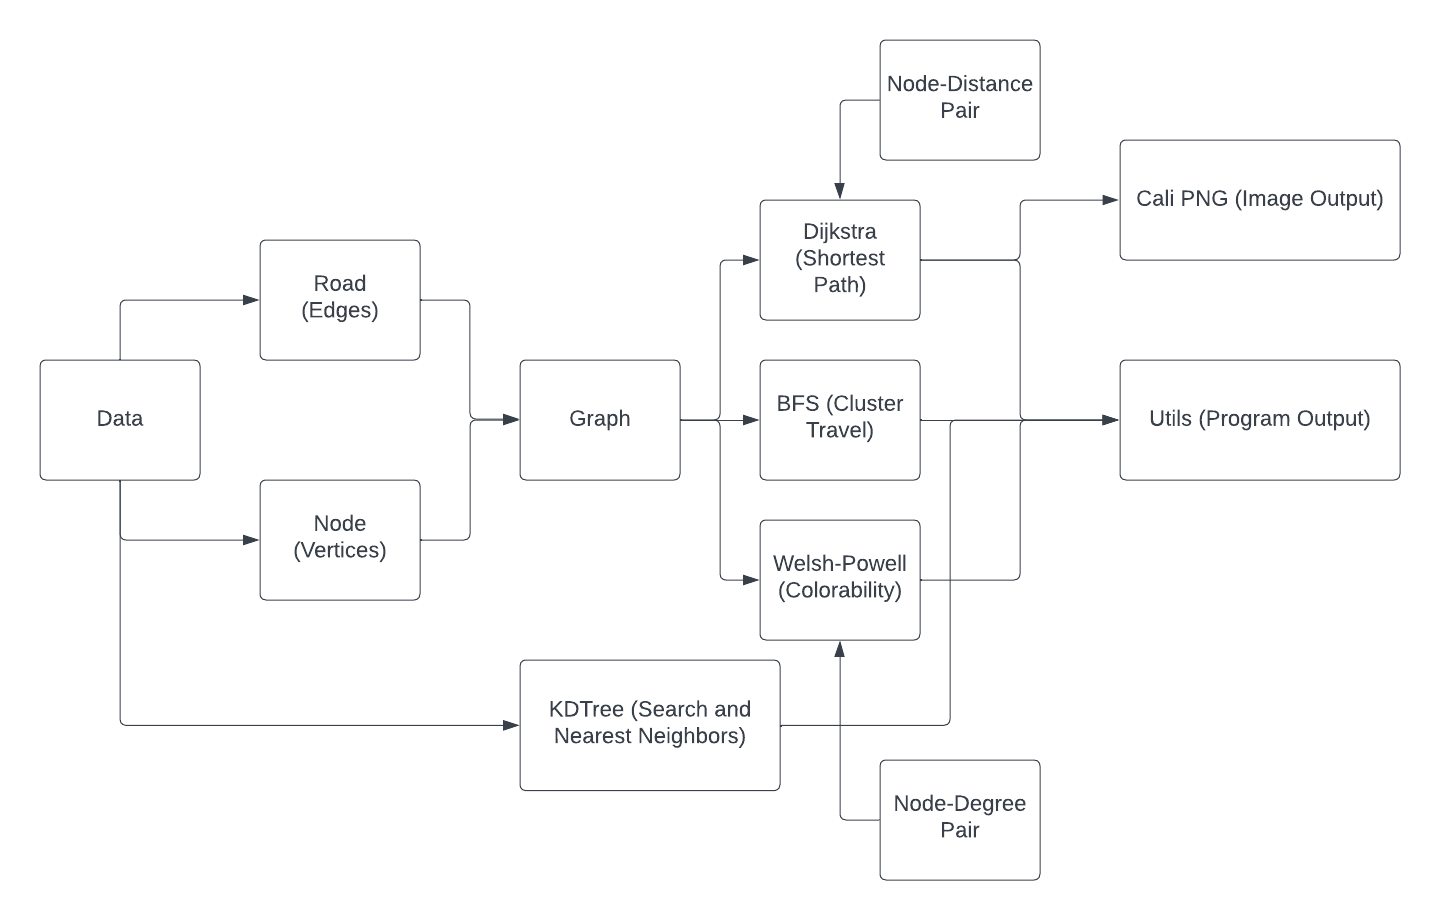 Node-Distance
Pair
Cali PNG (Image Output)
Dijkstra
(Shortest
Path)
Road
(Edges)
Data
Graph
BFS (Cluster
Travel)
Utils (Program Output)
Node
(Vertices)
Welsh-Powell
(Colorability)
KDTree (Search and
Nearest Neighbors)
Node-Degree
Pair